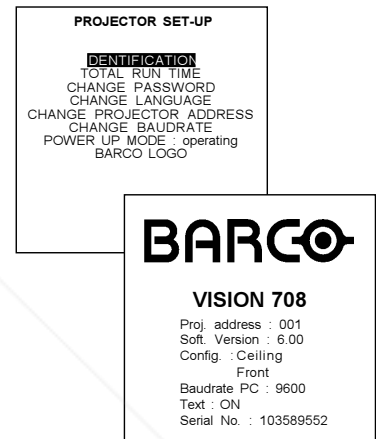 PROJECTOR SET-UP
DENTIFICATION
TOTAL RUN TIME
CHANGE PASSWORD
CHANGE LANGUAGE
CHANGE PROJECTOR ADDRESS
CHANGE BAUDRATE
POWER UP MODE : operating
BARCO LOGO
BARCO
VISION 708
Proj. address : 001
Soft. Version : 6.00
Config. : Ceiling
Front
Baudrate PC : 9600
Text : ON
Serial No. : 103589552